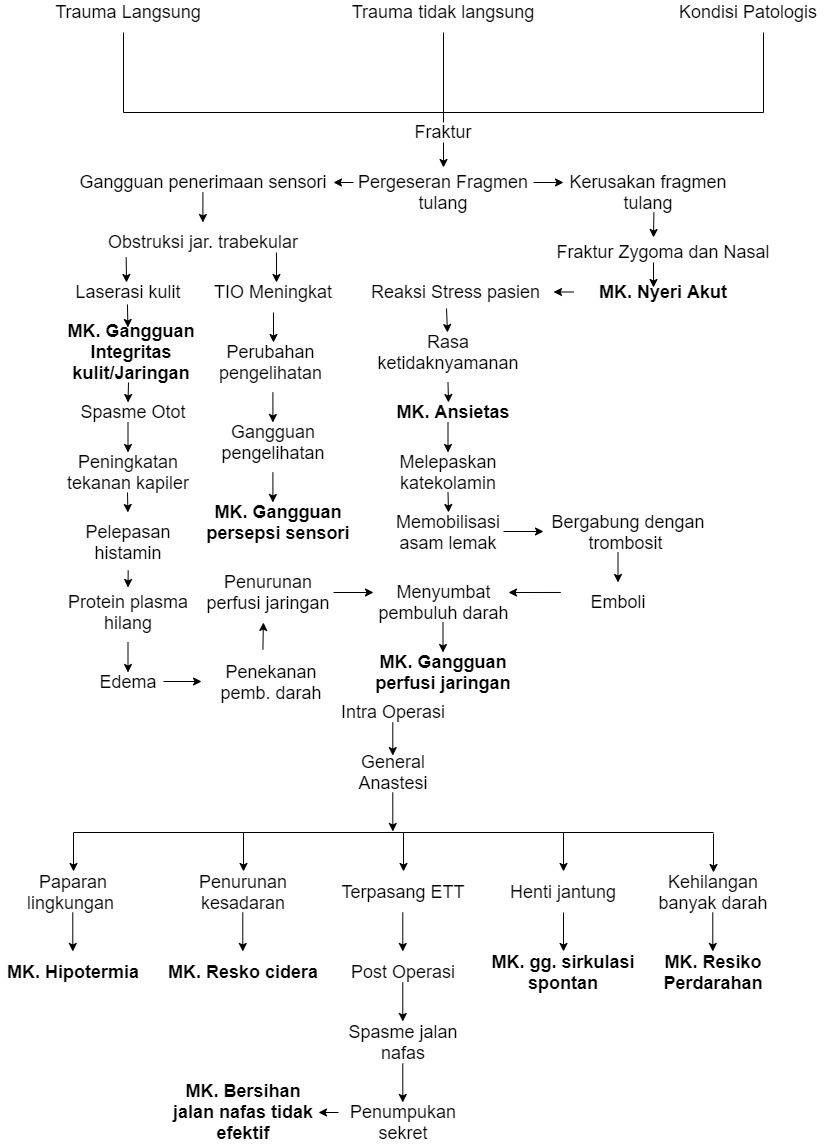 Trauma Langsung
Trauma tidak langsung
Kondisi Patologis
Fraktur
Gangguan penerimaan sensori
Pergeseran Fragmen
tulang
Kerusakan fragmen
tulang
Obstruksi jar. trabekular
Fraktur Zygoma dan Nasal
Laserasi kulit
TIO Meningkat
Reaksi Stress pasien
MK. Nyeri Akut
MK. Gangguan
Integritas
kulit/Jaringan
Perubahan
pengelihatan
Rasa
ketidaknyamanan
Spasme Otot
Gangguan
pengelihatan
MK. Ansietas
Peningkatan
tekanan kapiler
Melepaskan
katekolamin
MK. Gangguan
persepsi sensori
Pelepasan
histamin
Memobilisasi
asam lemak
Bergabung dengan
trombosit
Protein plasma
hilang
Penurunan
perfusi jaringan
Menyumbat
pembuluh darah
Emboli
Edema
Penekanan
pemb. darah
MK. Gangguan
perfusi jaringan
Intra Operasi
General
Anastesi
Paparan
lingkungan
Penurunan
kesadaran
Terpasang ETT
Henti jantung
Kehilangan
banyak darah
MK. Hipotermia
MK. Resko cidera
Post Operasi
MK. gg. sirkulasi
spontan
MK. Resiko
Perdarahan
Spasme jalan
nafas
MK. Bersihan
jalan nafas tidak
efektif
Penumpukan
sekret